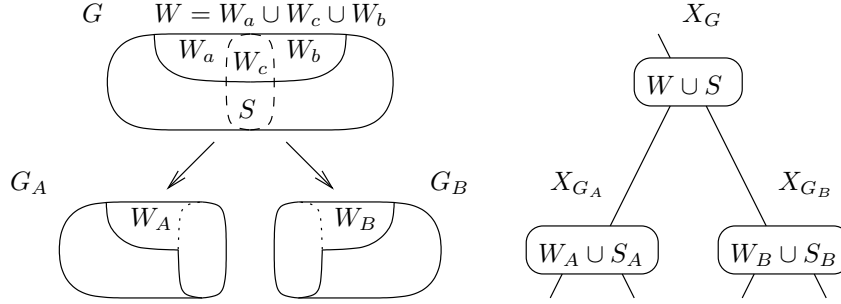 G W = W_a ∪ W_c ∪ W_b
W_a W_c W_b
S
G_A G_B
W_A W_B
X_G
W ∪ S
X_{G_A} X_{G_B}
W_A ∪ S_A W_B ∪ S_B